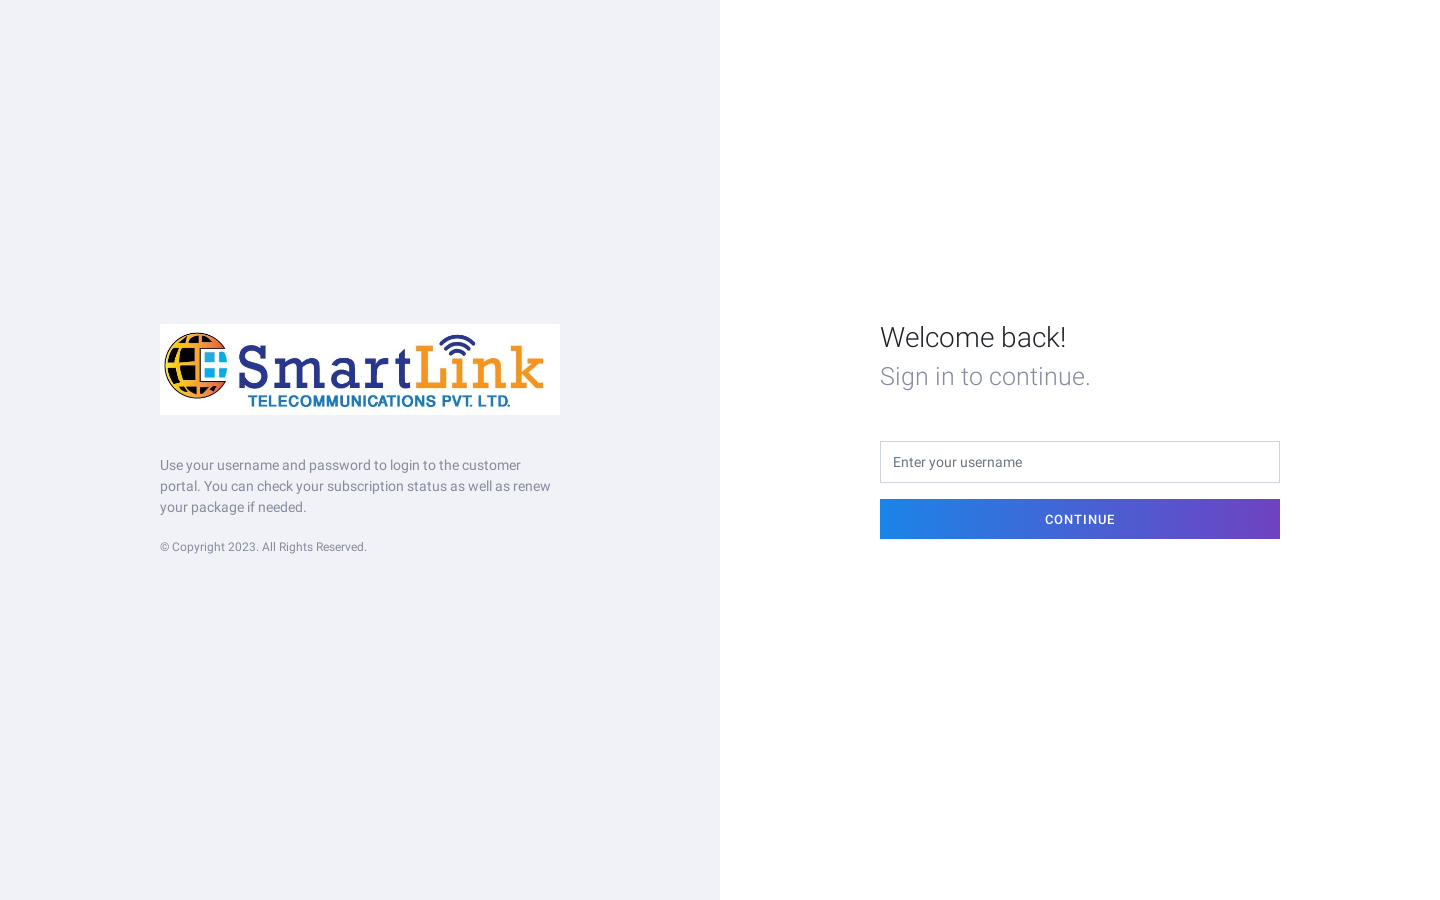 SmartLink
TELECOMMUNICATIONS PVT. LTD.
Use your username and password to login to the customer
portal. You can check your subscription status as well as renew
your package if needed.
© Copyright 2023. All Rights Reserved.
Welcome back!
Sign in to continue.
Enter your username
CONTINUE